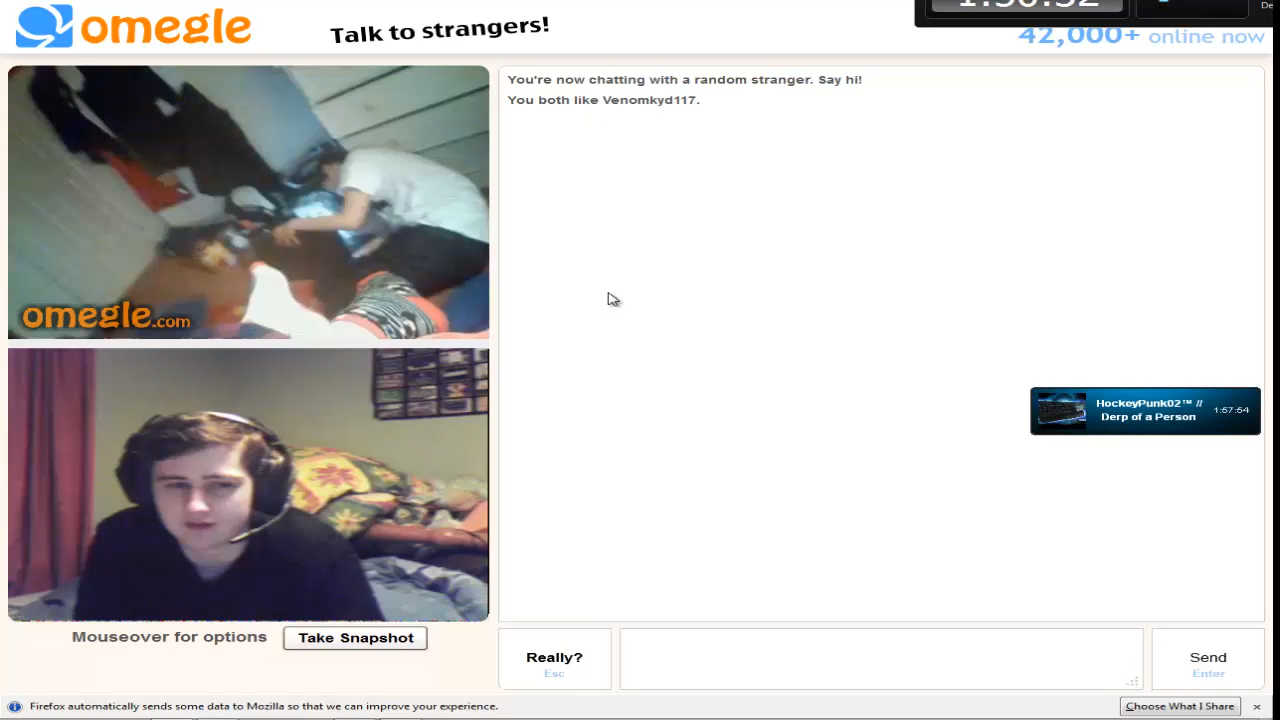 omegle
Talk to strangers!
42,000+ online now
You're now chatting with a random stranger. Say hi!
You both like Venomkyd117.
omegle.com
HockeyPunk02™ //
Derp of a Person
1:57:54
Mouseover for options
Take Snapshot
Really?
Esc
Send
Enter
Firefox automatically sends some data to Mozilla so that we can improve your experience.
Choose What I Share